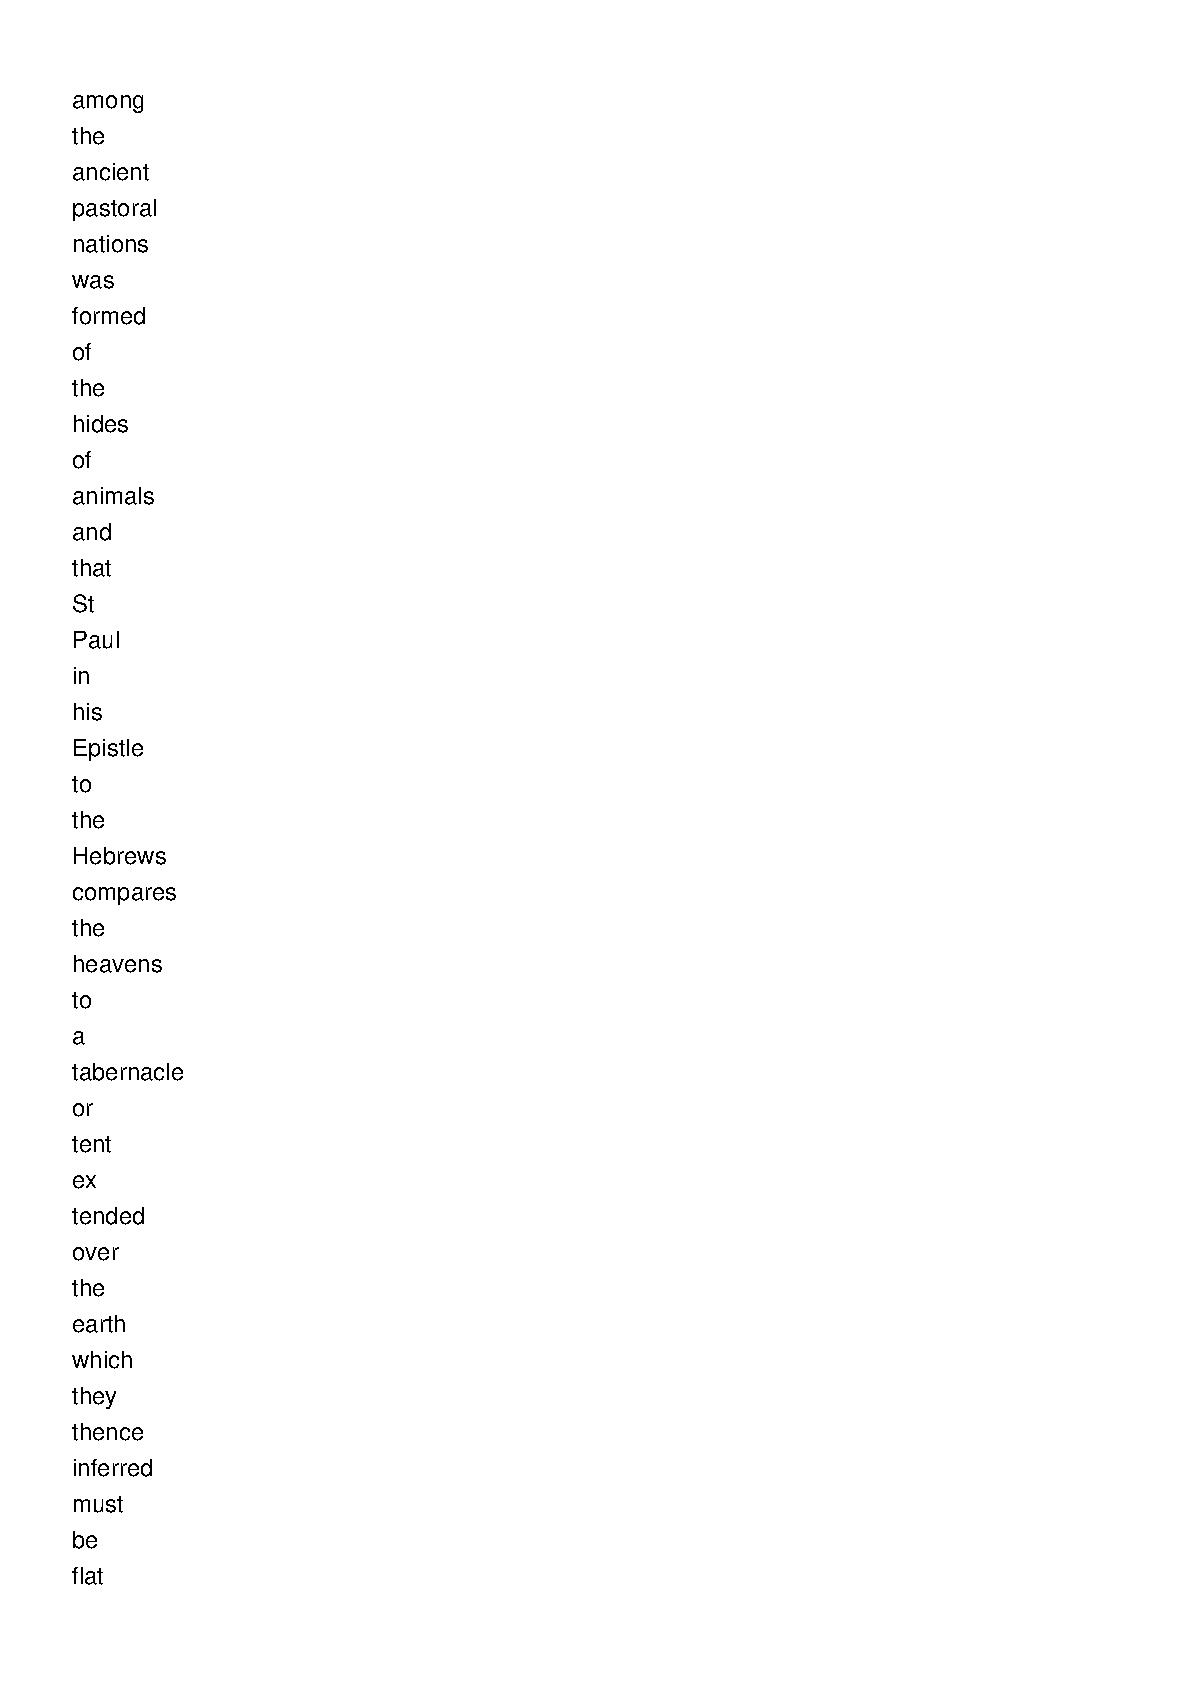 among
the
ancient
pastoral
nations
was
formed
of
the
hides
of
animals
and
that
St
Paul
in
his
Epistle
to
the
Hebrews
compares
the
heavens
to
a
tabernacle
or
tent
ex
tended
over
the
earth
which
they
thence
inferred
must
be
flat